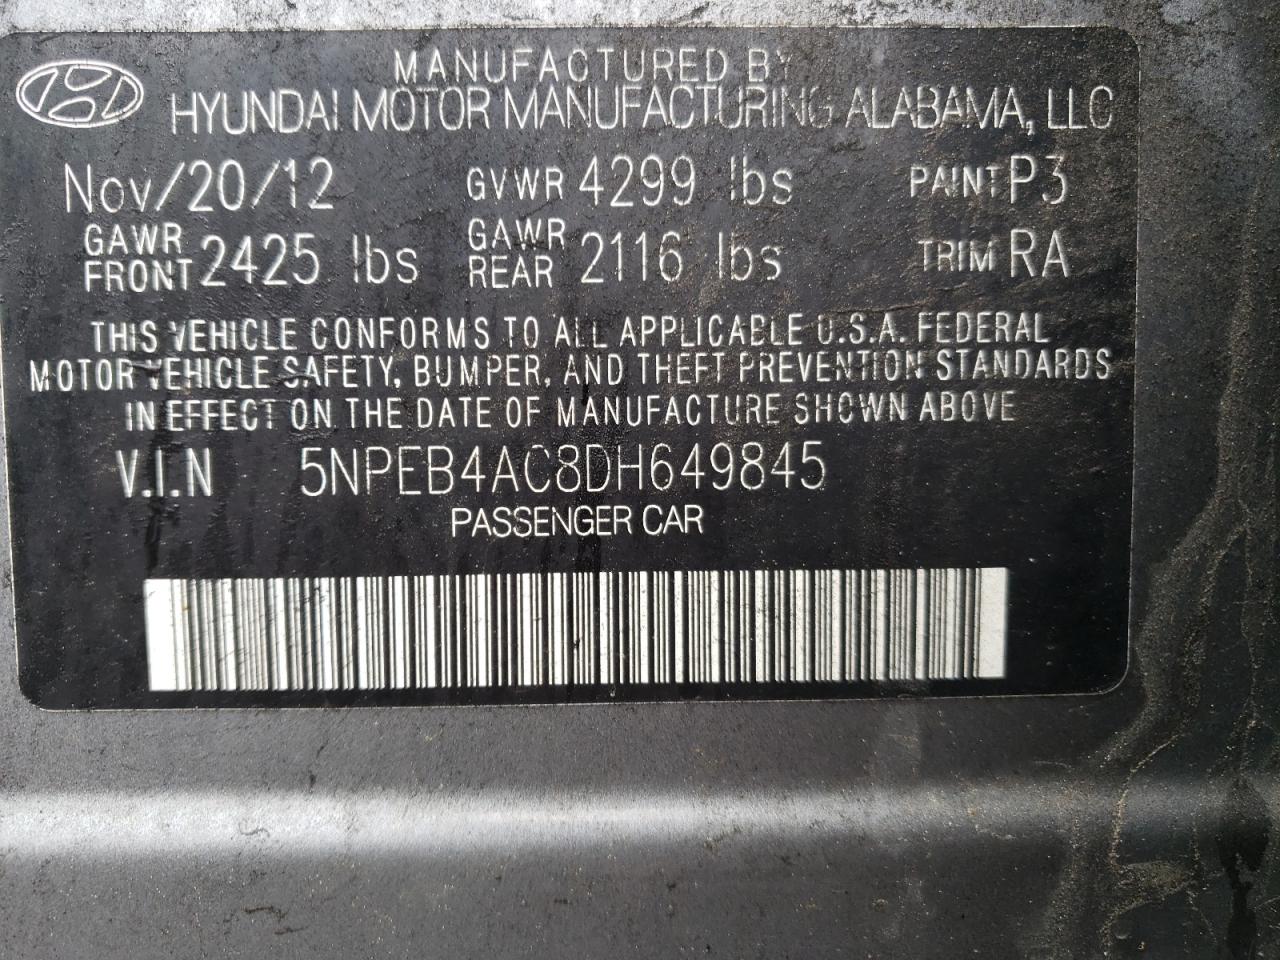 MANUFACTURED BY
HYUNDAI MOTOR MANUFACTURING ALABAMA, LLC
Nov/20/12 GVWR 4299 lbs PAINT P3
GAWR FRONT 2425 lbs GAWR REAR 2116 lbs TRIM RA
THIS VEHICLE CONFORMS TO ALL APPLICABLE U.S.A. FEDERAL
MOTOR VEHICLE SAFETY, BUMPER, AND THEFT PREVENTION STANDARDS
IN EFFECT ON THE DATE OF MANUFACTURE SHOWN ABOVE
V.I.N 5NPEB4AC8DH649845
PASSENGER CAR